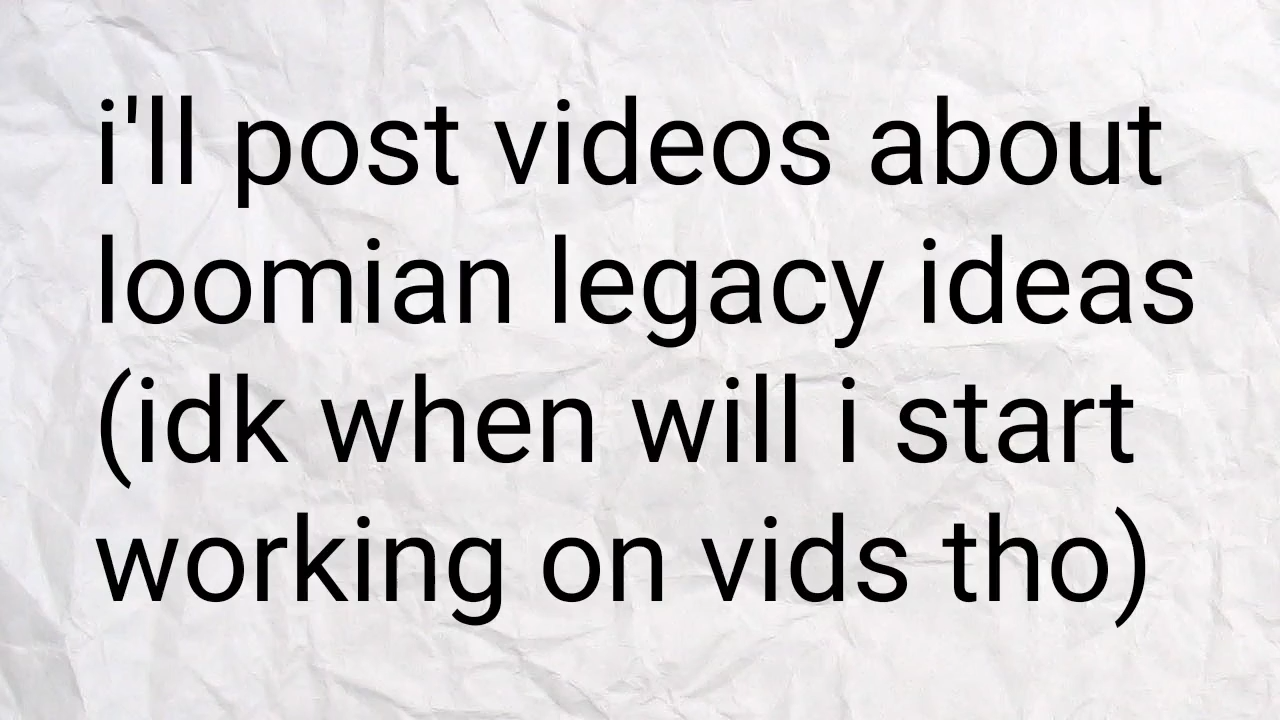 i'll post videos about
loomian legacy ideas
(idk when will i start
working on vids tho)